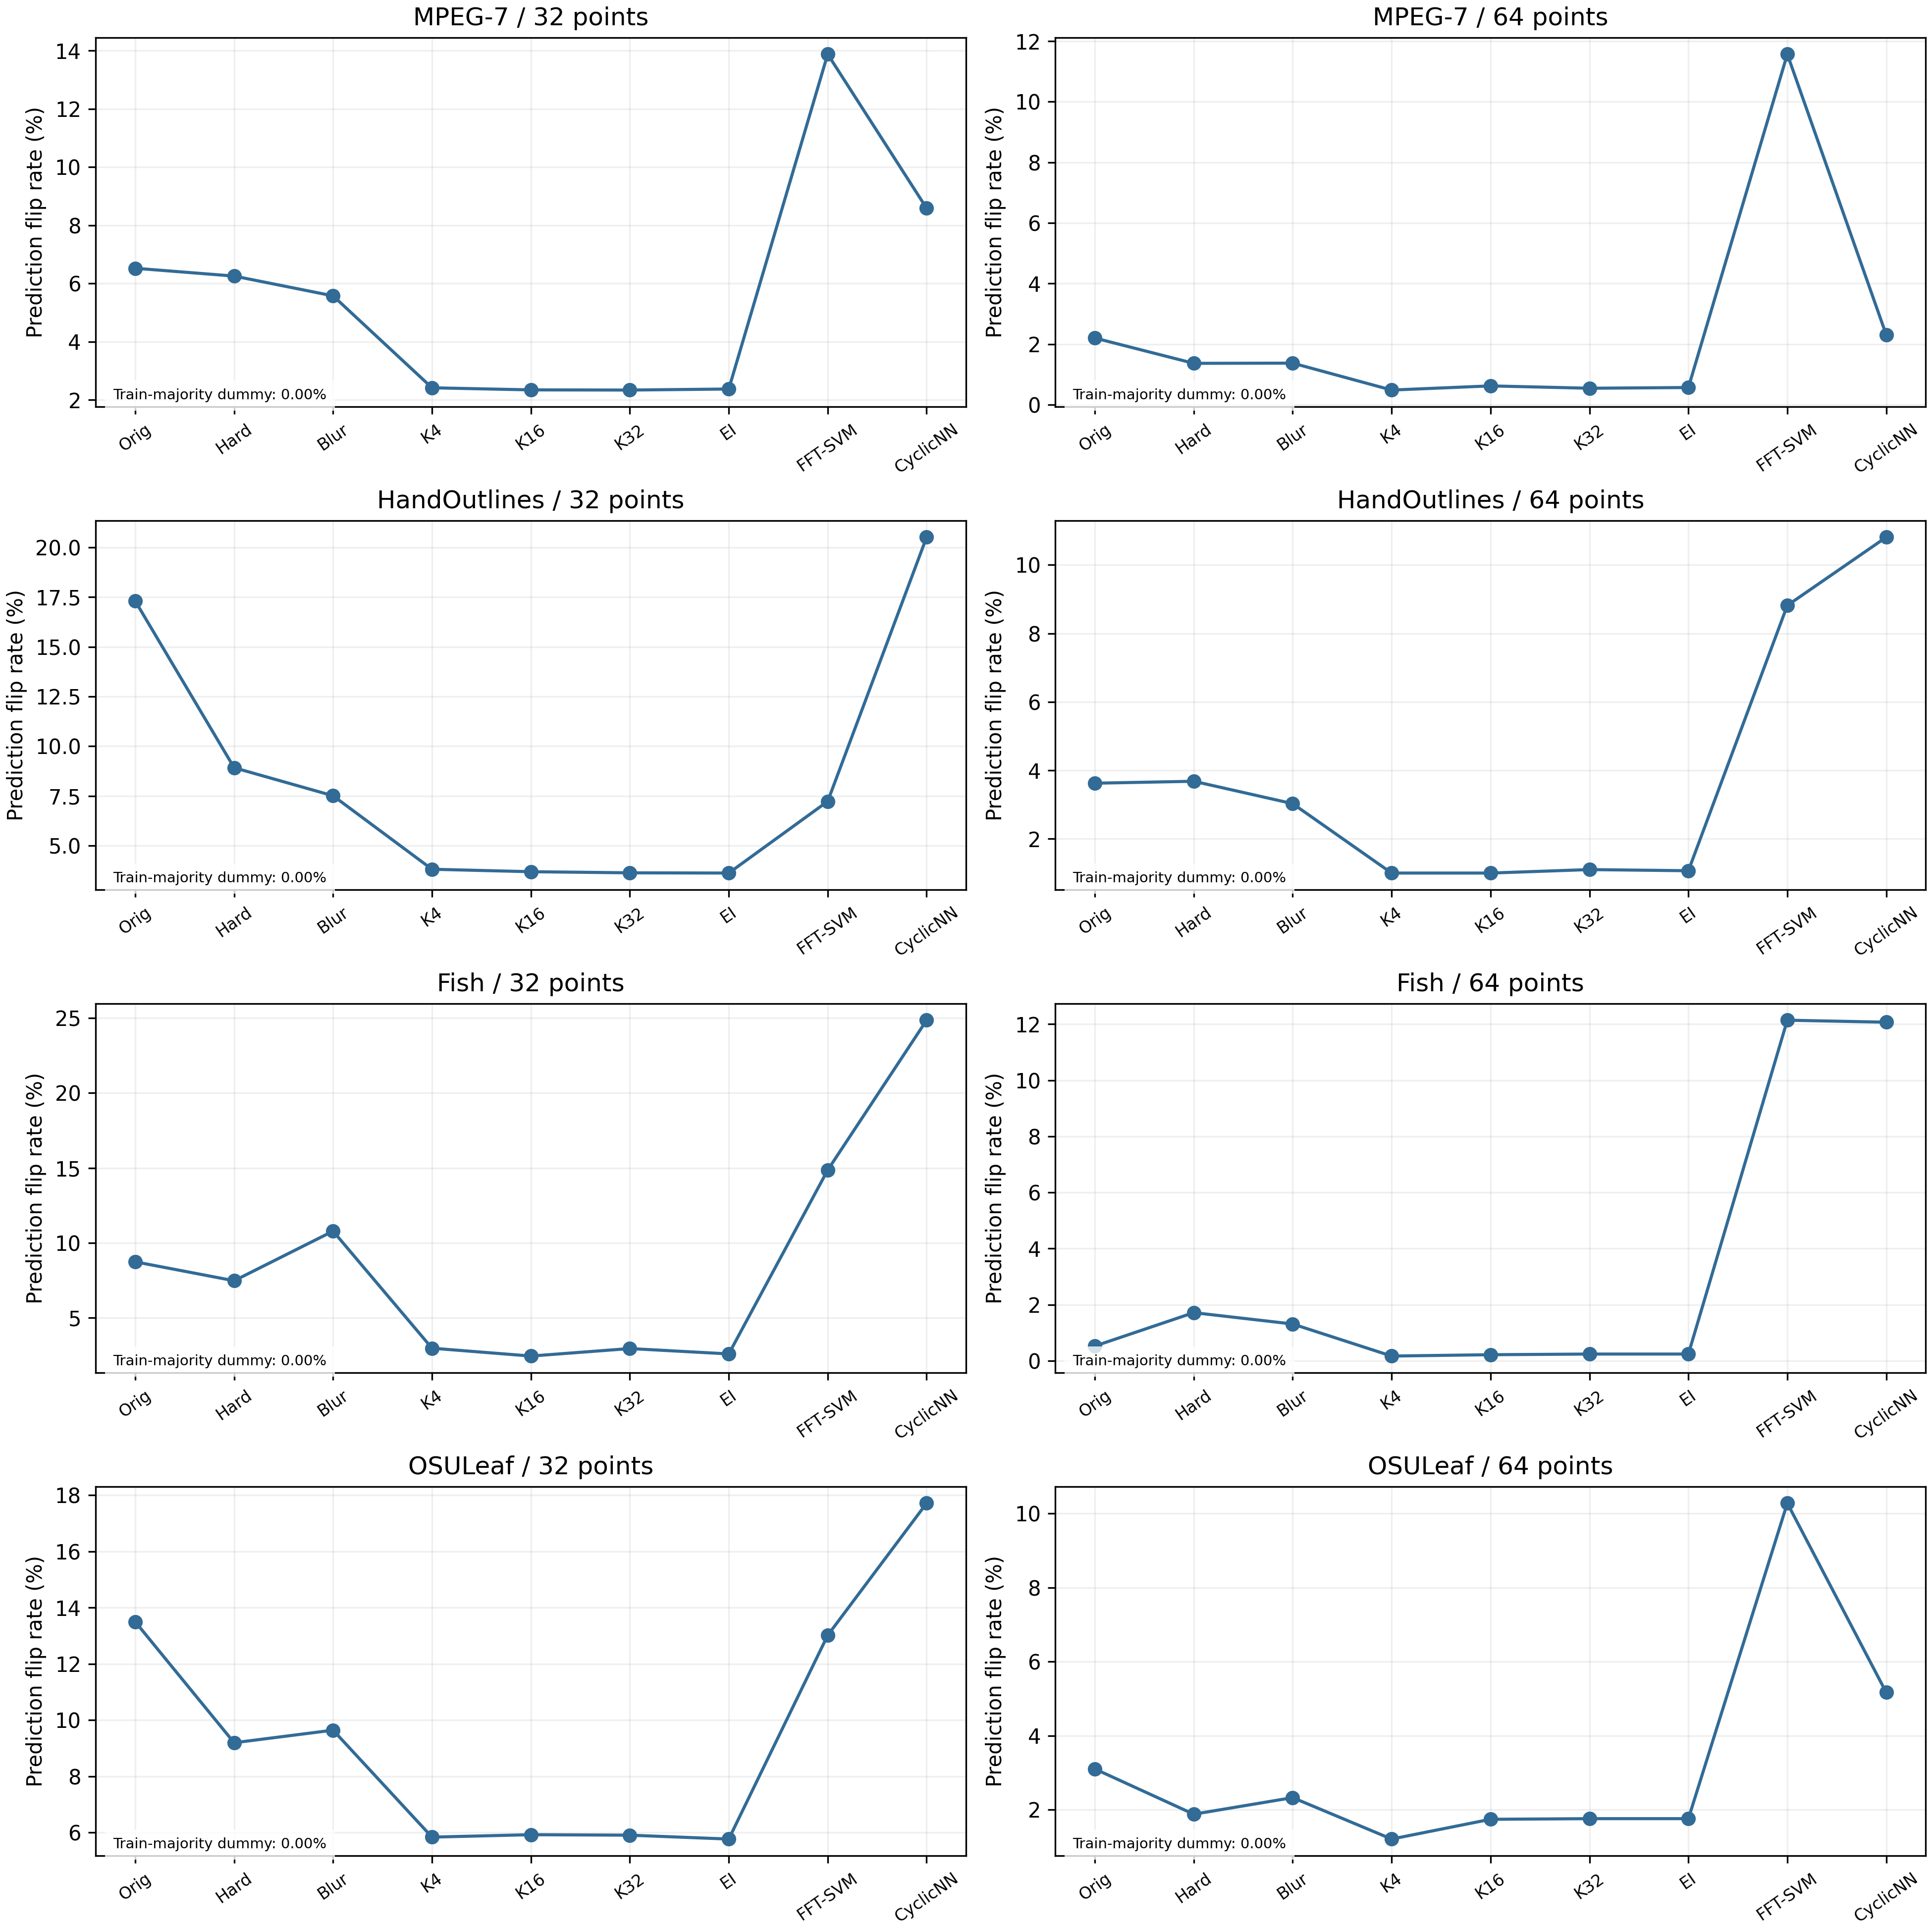 MPEG-7 / 32 points
Prediction flip rate (%)
14
12
10
8
6
4
2
Train-majority dummy: 0.00%
Orig Hard Blur K4 K16 K32 EI FFT-SVM CyclicNN
MPEG-7 / 64 points
Prediction flip rate (%)
12
10
8
6
4
2
0
Train-majority dummy: 0.00%
Orig Hard Blur K4 K16 K32 EI FFT-SVM CyclicNN
HandOutlines / 32 points
Prediction flip rate (%)
20.0
17.5
15.0
12.5
10.0
7.5
5.0
Train-majority dummy: 0.00%
Orig Hard Blur K4 K16 K32 EI FFT-SVM CyclicNN
HandOutlines / 64 points
Prediction flip rate (%)
10
8
6
4
2
Train-majority dummy: 0.00%
Orig Hard Blur K4 K16 K32 EI FFT-SVM CyclicNN
Fish / 32 points
Prediction flip rate (%)
25
20
15
10
5
Train-majority dummy: 0.00%
Orig Hard Blur K4 K16 K32 EI FFT-SVM CyclicNN
Fish / 64 points
Prediction flip rate (%)
12
10
8
6
4
2
0
Train-majority dummy: 0.00%
Orig Hard Blur K4 K16 K32 EI FFT-SVM CyclicNN
OSULeaf / 32 points
Prediction flip rate (%)
18
16
14
12
10
8
6
Train-majority dummy: 0.00%
Orig Hard Blur K4 K16 K32 EI FFT-SVM CyclicNN
OSULeaf / 64 points
Prediction flip rate (%)
10
8
6
4
2
Train-majority dummy: 0.00%
Orig Hard Blur K4 K16 K32 EI FFT-SVM CyclicNN